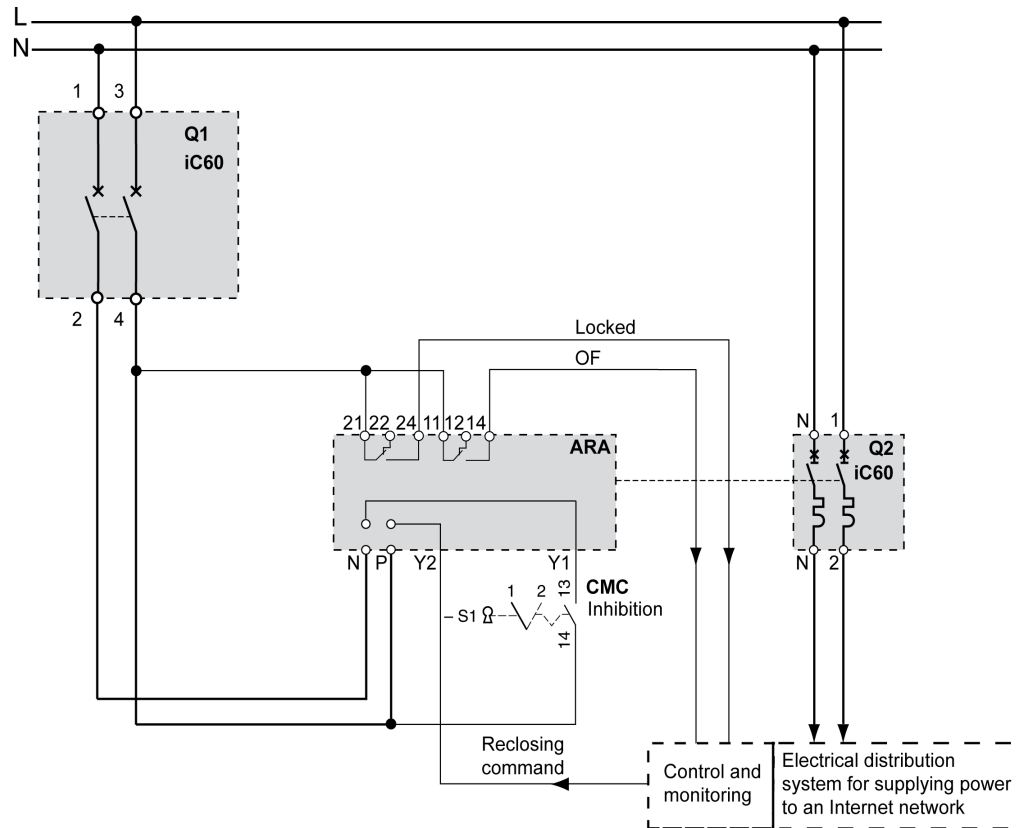 L
N
1 3
Q1
iC60
2 4
Locked
OF
21 22 24 11 12 14
ARA
N 1
Q2
iC60
N P Y2 Y1
N 2
1 2 13
CMC
Inhibition
– S1
14
Reclosing
command
Control and
monitoring
Electrical distribution
system for supplying power
to an Internet network